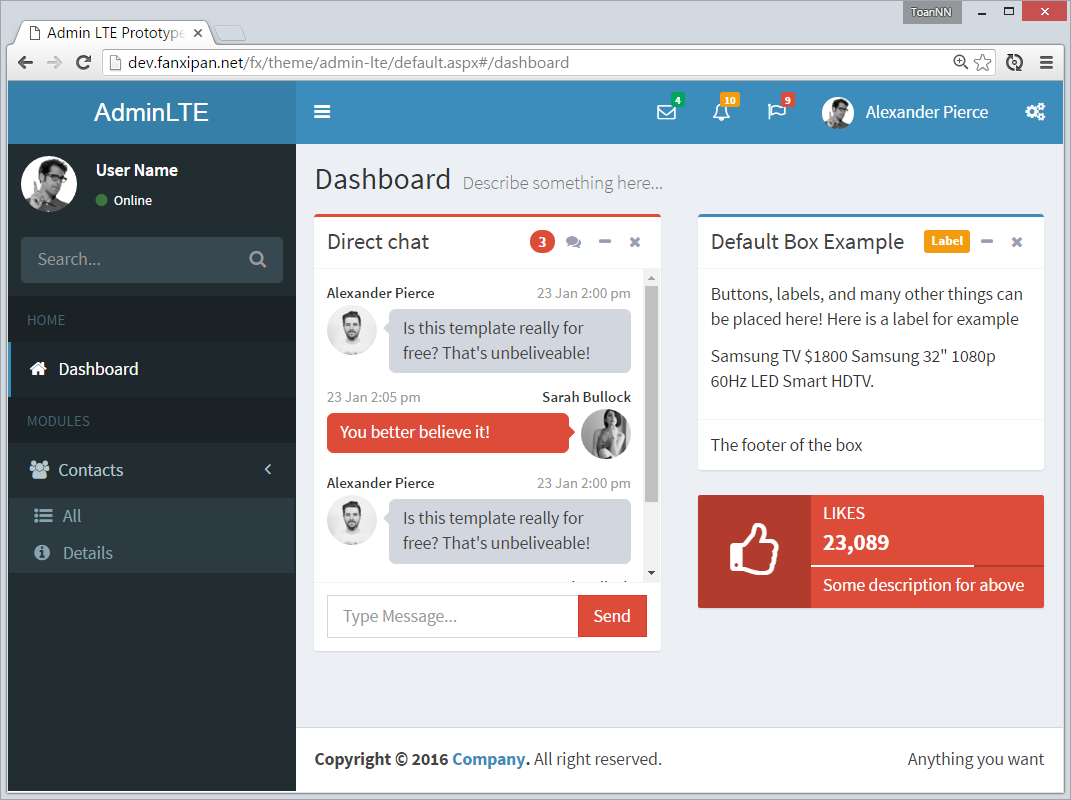 ToanNN
Admin LTE Prototype
dev.fanxipan.net/fx/theme/admin-lte/default.aspx#/dashboard
AdminLTE
4
10
9
Alexander Pierce
User Name
Online
Search...
HOME
Dashboard
MODULES
Contacts
All
Details
Dashboard Describe something here...
Direct chat
3
Alexander Pierce 23 Jan 2:00 pm
Is this template really for
free? That's unbeliveable!
23 Jan 2:05 pm Sarah Bullock
You better believe it!
Alexander Pierce 23 Jan 2:00 pm
Is this template really for
free? That's unbeliveable!
Type Message...
Send
Default Box Example
Label
Buttons, labels, and many other things can
be placed here! Here is a label for example
Samsung TV $1800 Samsung 32" 1080p
60Hz LED Smart HDTV.
The footer of the box
LIKES
23,089
Some description for above
Copyright © 2016 Company. All right reserved.
Anything you want